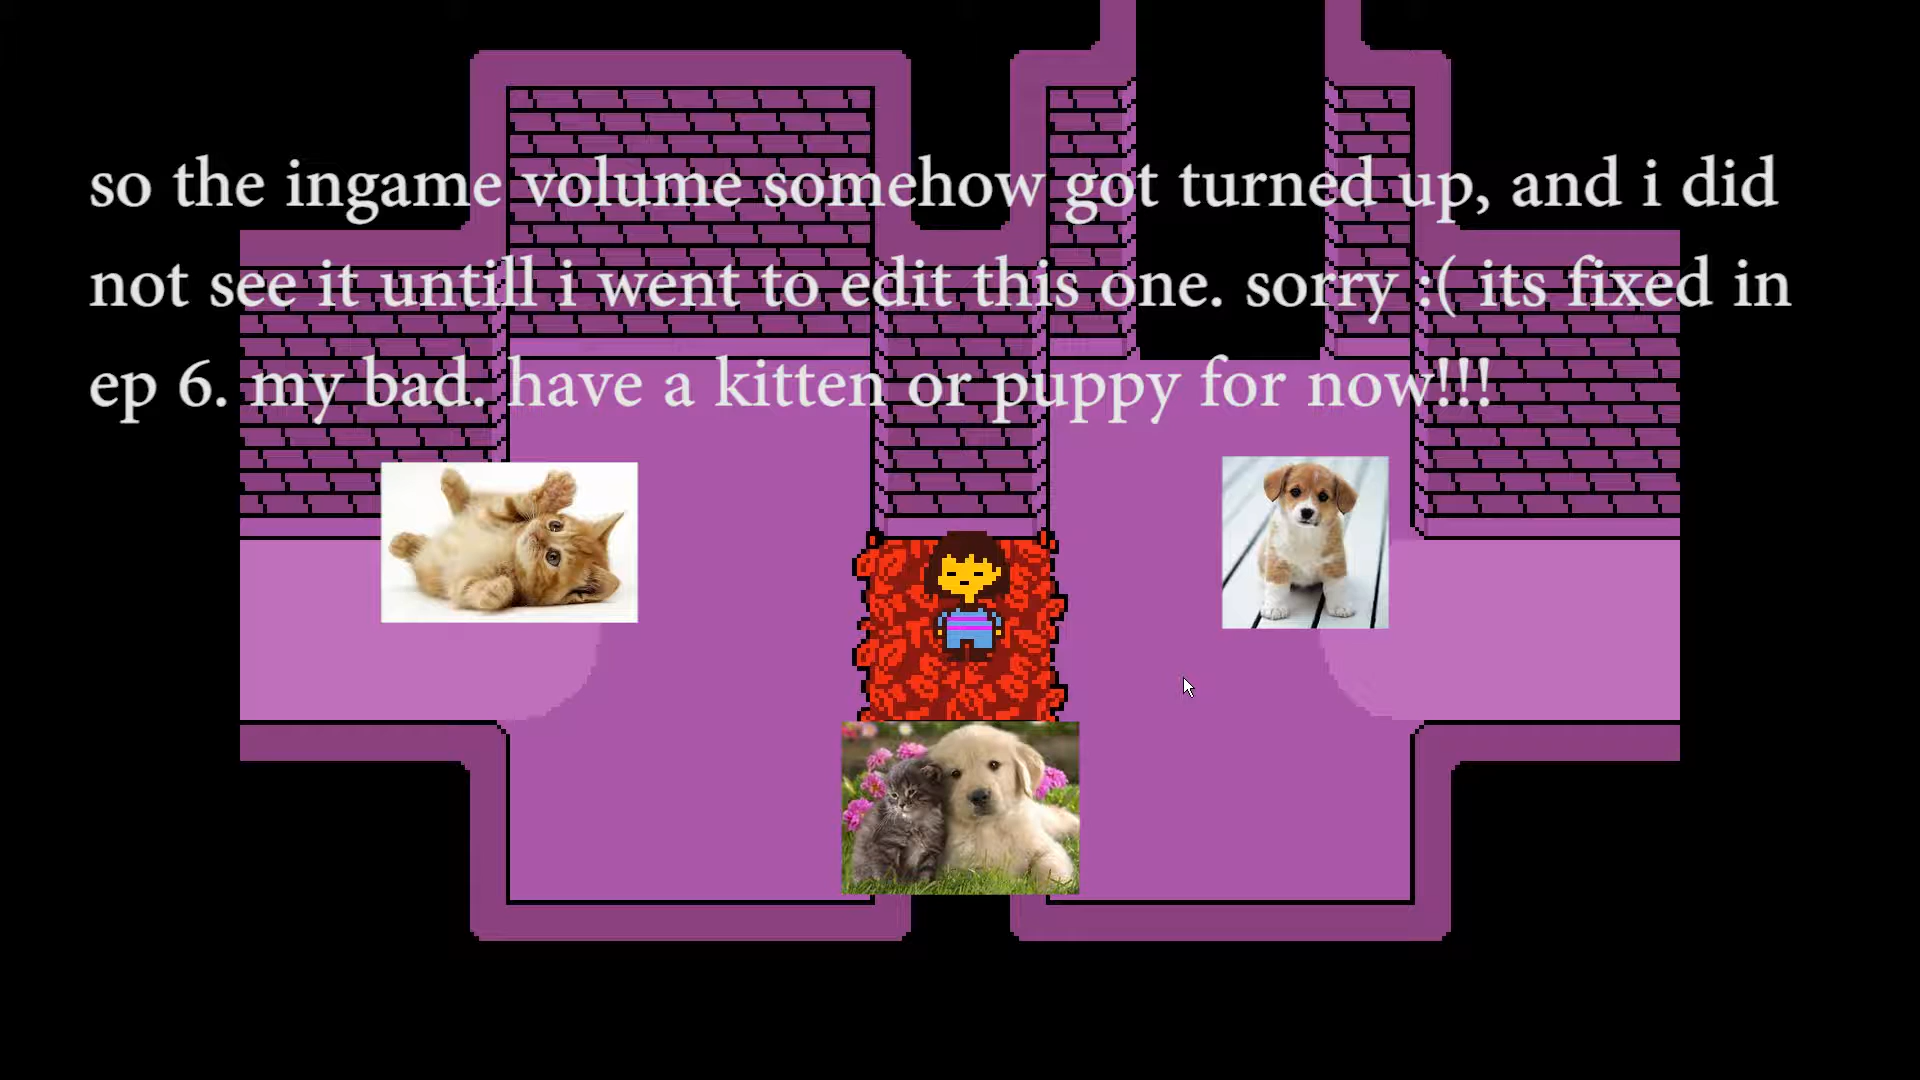 so the ingame volume somehow got turned up, and i did
not see it untill i went to edit this one. sorry :( its fixed in
ep 6. my bad. have a kitten or puppy for now!!!